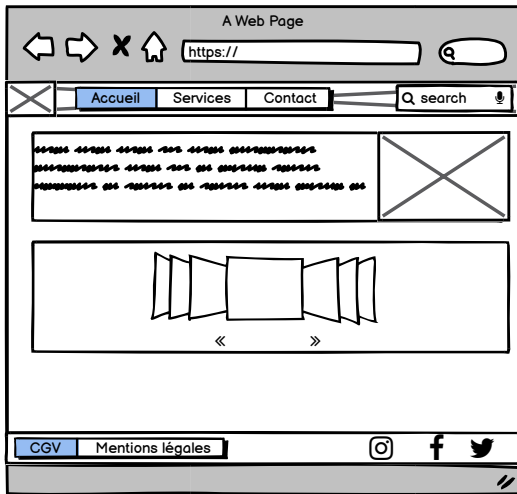 A Web Page
https://
Accueil Services Contact search
« »
CGV Mentions légales